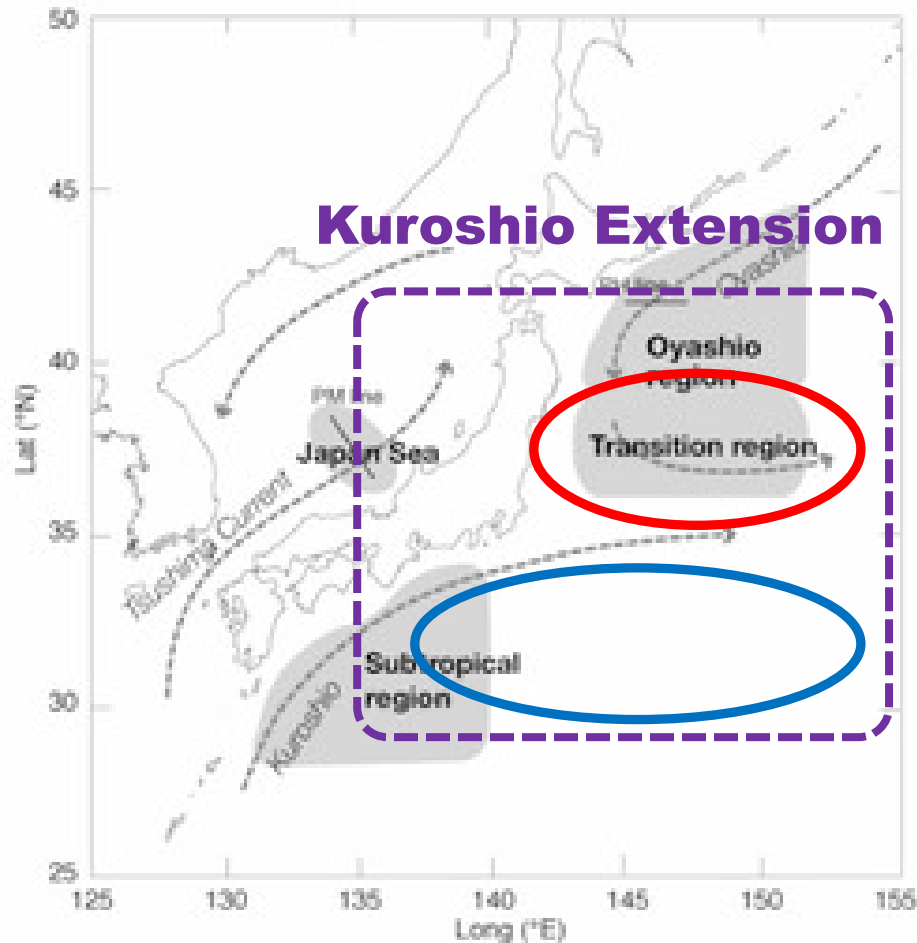 50
45
40
35
30
25
Lat (°N)
Kuroshio Extension
Oyashio
Oyashio
region
PM line
Japan Sea
Transition region
Tsushima Current
Subtropical
region
Kuroshio
125
130
135
140
145
150
155
Long (°E)